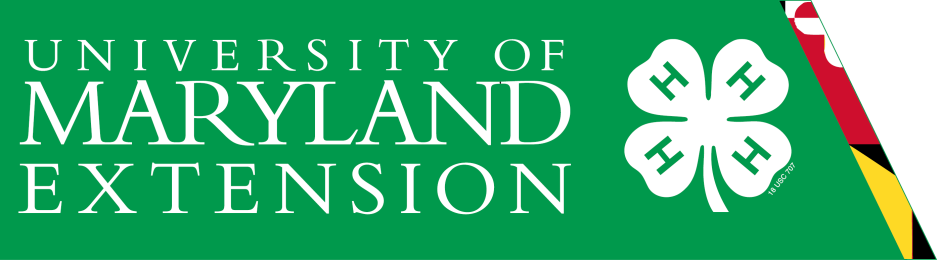 UNIVERSITY OF
MARYLAND
EXTENSION
H H
H H
18 USC 707